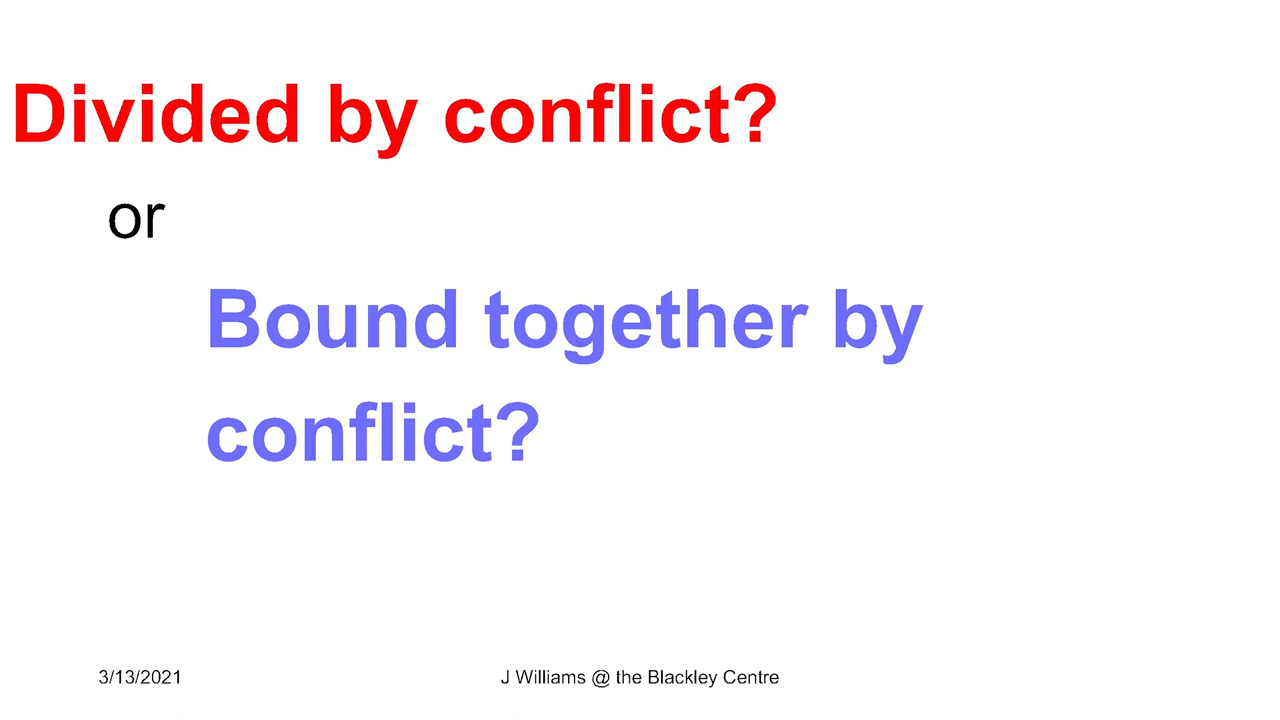 Divided by conflict?
or
Bound together by
conflict?
3/13/2021
J Williams @ the Blackley Centre